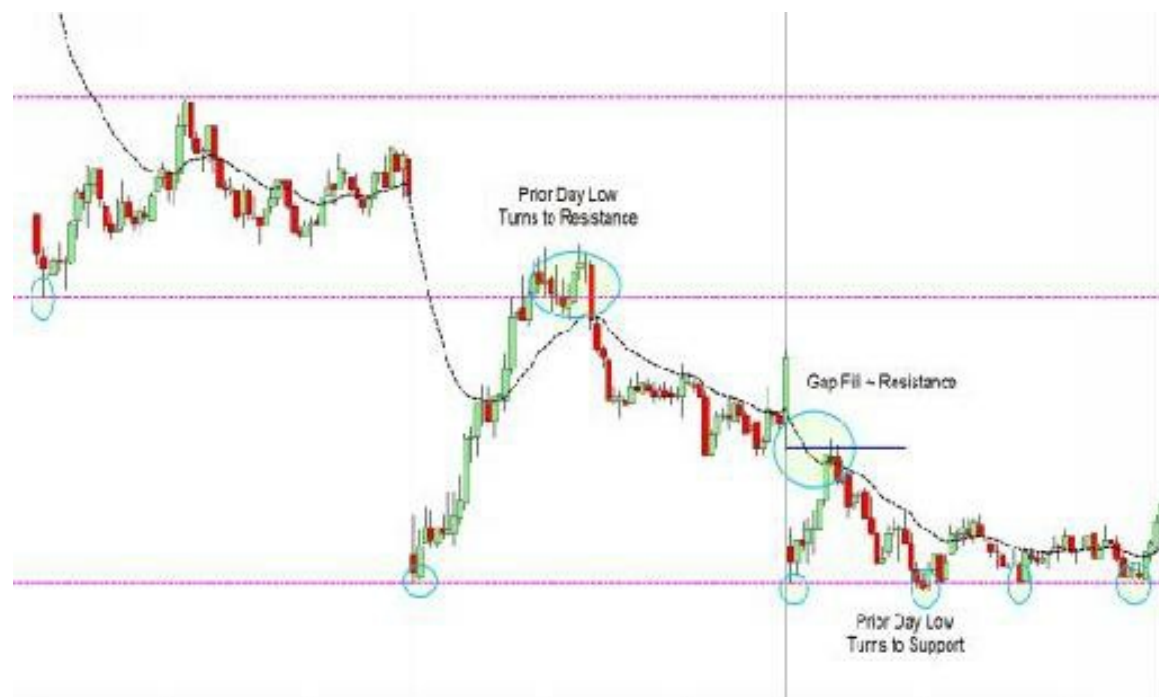 Prior Day Low
Turns to Resistance
Gap Fill ~ Resistance
Prior Day Low
Turns to Support